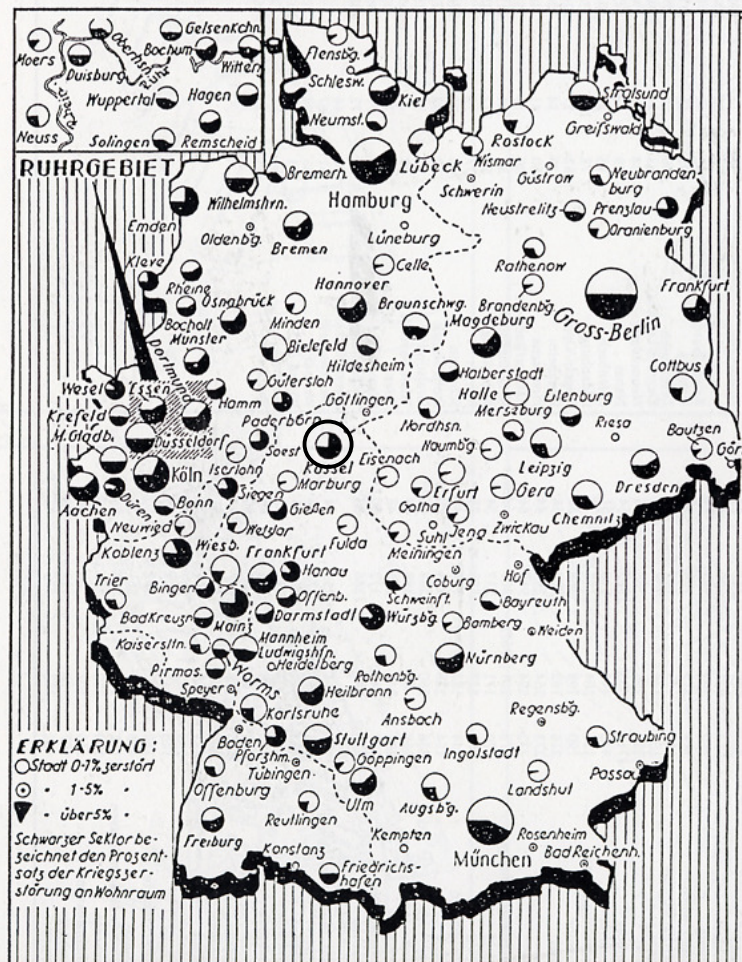 Gelsenkchn.
Oberhsn.
Bochum
Moers
Duisburg
Witten
Ruhr
Wuppertal
Hagen
Rhein
Neuss
Solingen
Remscheid
RUHRGEBIET
Flensbg.
Schlesw.
Kiel
Neumst.
Stralsund
Greifswald
Rostock
Lübeck
Wismar
Güstrow
Schwerin
Neubranden
burg
Bremerh.
Wilhelmshvn.
Hamburg
Neustrelitz
Prenzlau
Emden
Oldenbg.
Bremen
Lüneburg
Oranienburg
Kleve
Celle
Rathenow
Rheine
Hannover
Frankfurt
Osnabrück
Braunschwg.
Brandenbg
Gross-Berlin
Bocholt
Minden
Magdeburg
Münster
Bielefeld
Hildesheim
Dortmund
Halberstadt
Cottbus
Wesel
Essen
Gütersloh
Halle
Eilenburg
Krefeld
Hamm
Göttingen
Merseburg
Paderborn
Nordhsn.
Riesa
Bautzen
M.Gladb.
Düsseldorf
Soest
Naumbg
Gör
Köln
Iserlohn
Kassel
Eisenach
Leipzig
Marburg
Dresden
Aachen
Düren
Siegen
Erfurt
Gera
Bonn
Gießen
Gotha
Chemnitz
Neuwied
Wetzlar
Jena
Zwickau
Fulda
Suhl
Koblenz
Wiesb.
Meiningen
Frankfurt
Hof
Trier
Hanau
Coburg
Bingen
Offenb.
Schweinft.
Bayreuth
Bad Kreuzn
Mainz
Darmstadt
Würzbg.
Bamberg
Weiden
Kaisersltn.
Mannheim
Ludwigshfn.
Nürnberg
Heidelberg
Pirmas.
Worms
Rothenbg.
Speyer
Heilbronn
Ansbach
Karlsruhe
Regensbg.
ERKLÄRUNG:
Stadt 0-1% zerstört
" 1-5% "
" über 5% "
Schwarzer Sektor be-
zeichnet den Prozent-
satz der Kriegszer-
störung an Wohnraum
Baden
Stuttgart
Straubing
Pforzhm.
Göppingen
Ingolstadt
Tübingen
Passau
Offenburg
Landshut
Ulm
Augsbg.
Reutlingen
Freiburg
Kempten
Rosenheim
München
Bad Reichenh.
Konstanz
Friedrichs-
hafen